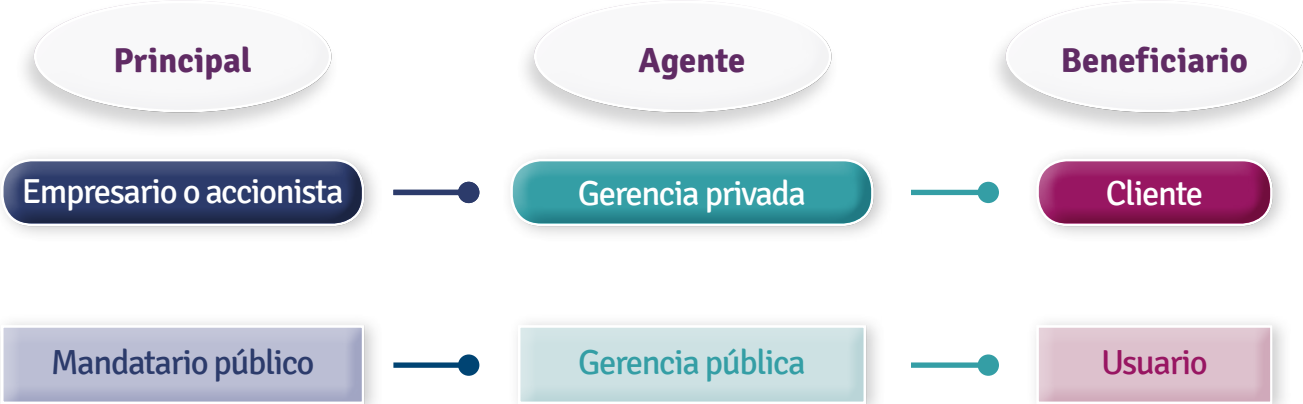 Principal
Agente
Beneficiario
Empresario o accionista
Gerencia privada
Cliente
Mandatario público
Gerencia pública
Usuario